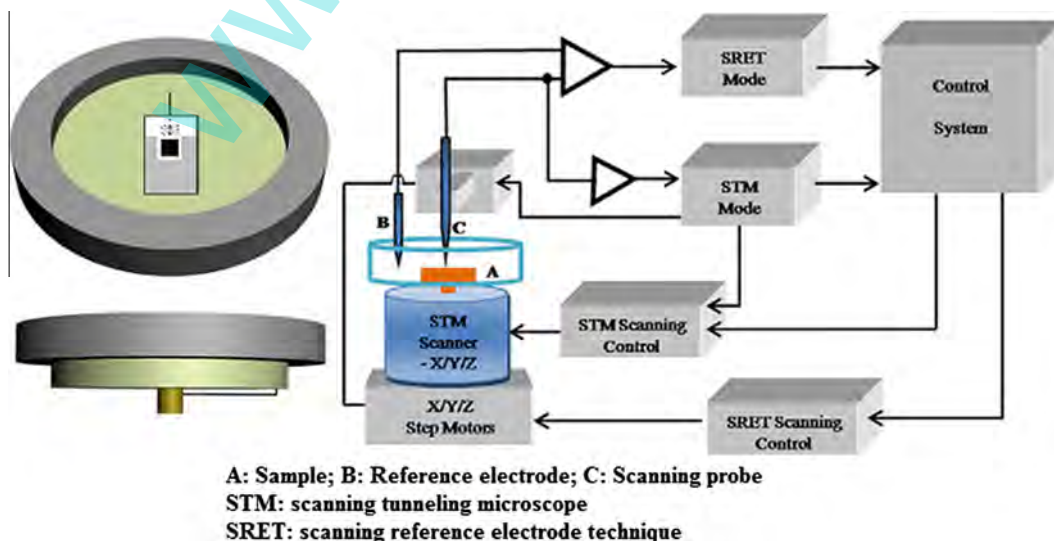 SRET
Mode
Control
System
STM
Mode
B
C
A
STM
Scanner
- X/Y/Z
STM Scanning
Control
X/Y/Z
Step Motors
SRET Scanning
Control
A: Sample; B: Reference electrode; C: Scanning probe
STM: scanning tunneling microscope
SRET: scanning reference electrode technique